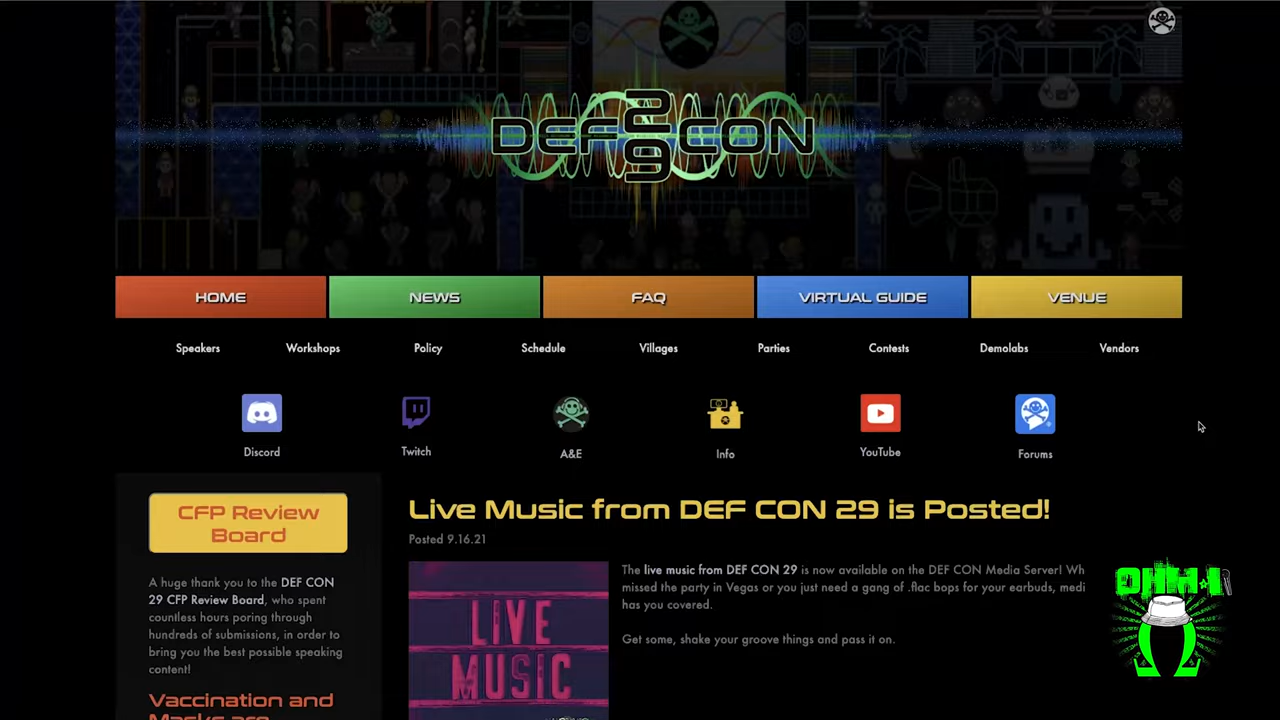 DEF 29 CON
HOME NEWS FAQ VIRTUAL GUIDE VENUE
Speakers Workshops Policy Schedule Villages Parties Contests Demolabs Vendors
Discord Twitch A&E Info YouTube Forums
CFP Review
Board
A huge thank you to the DEF CON
29 CFP Review Board, who spent
countless hours poring through
hundreds of submissions, in order to
bring you the best possible speaking
content!
Vaccination and
Masks are
Live Music from DEF CON 29 is Posted!
Posted 9.16.21
LIVE
MUSIC
The live music from DEF CON 29 is now available on the DEF CON Media Server! Wh
missed the party in Vegas or you just need a gang of .flac bops for your earbuds, medi
has you covered.
Get some, shake your groove things and pass it on.